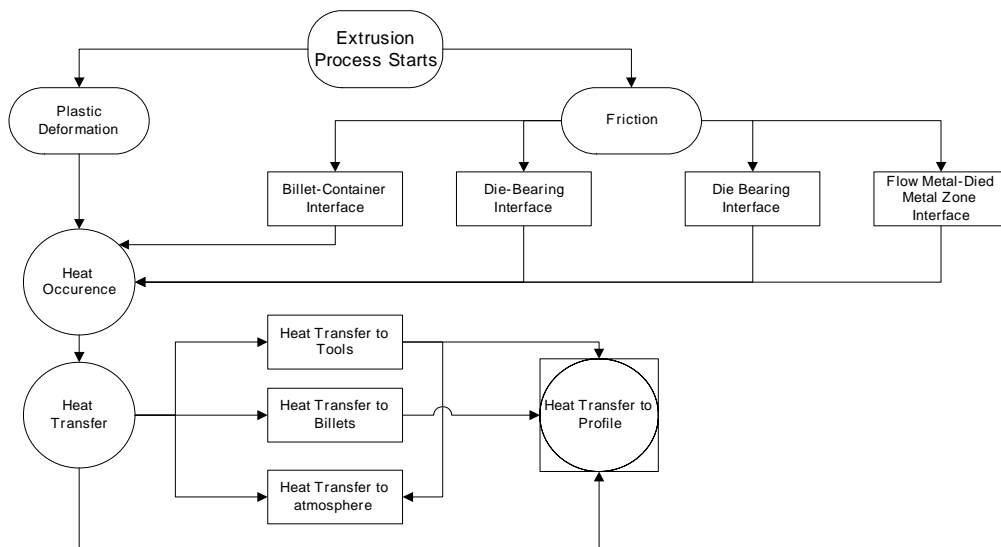 Extrusion
Process Starts
Plastic
Deformation
Friction
Billet-Container
Interface
Die-Bearing
Interface
Die Bearing
Interface
Flow Metal-Died
Metal Zone
Interface
Heat
Occurence
Heat Transfer to
Tools
Heat
Transfer
Heat Transfer to
Billets
Heat Transfer to
Profile
Heat Transfer to
atmosphere